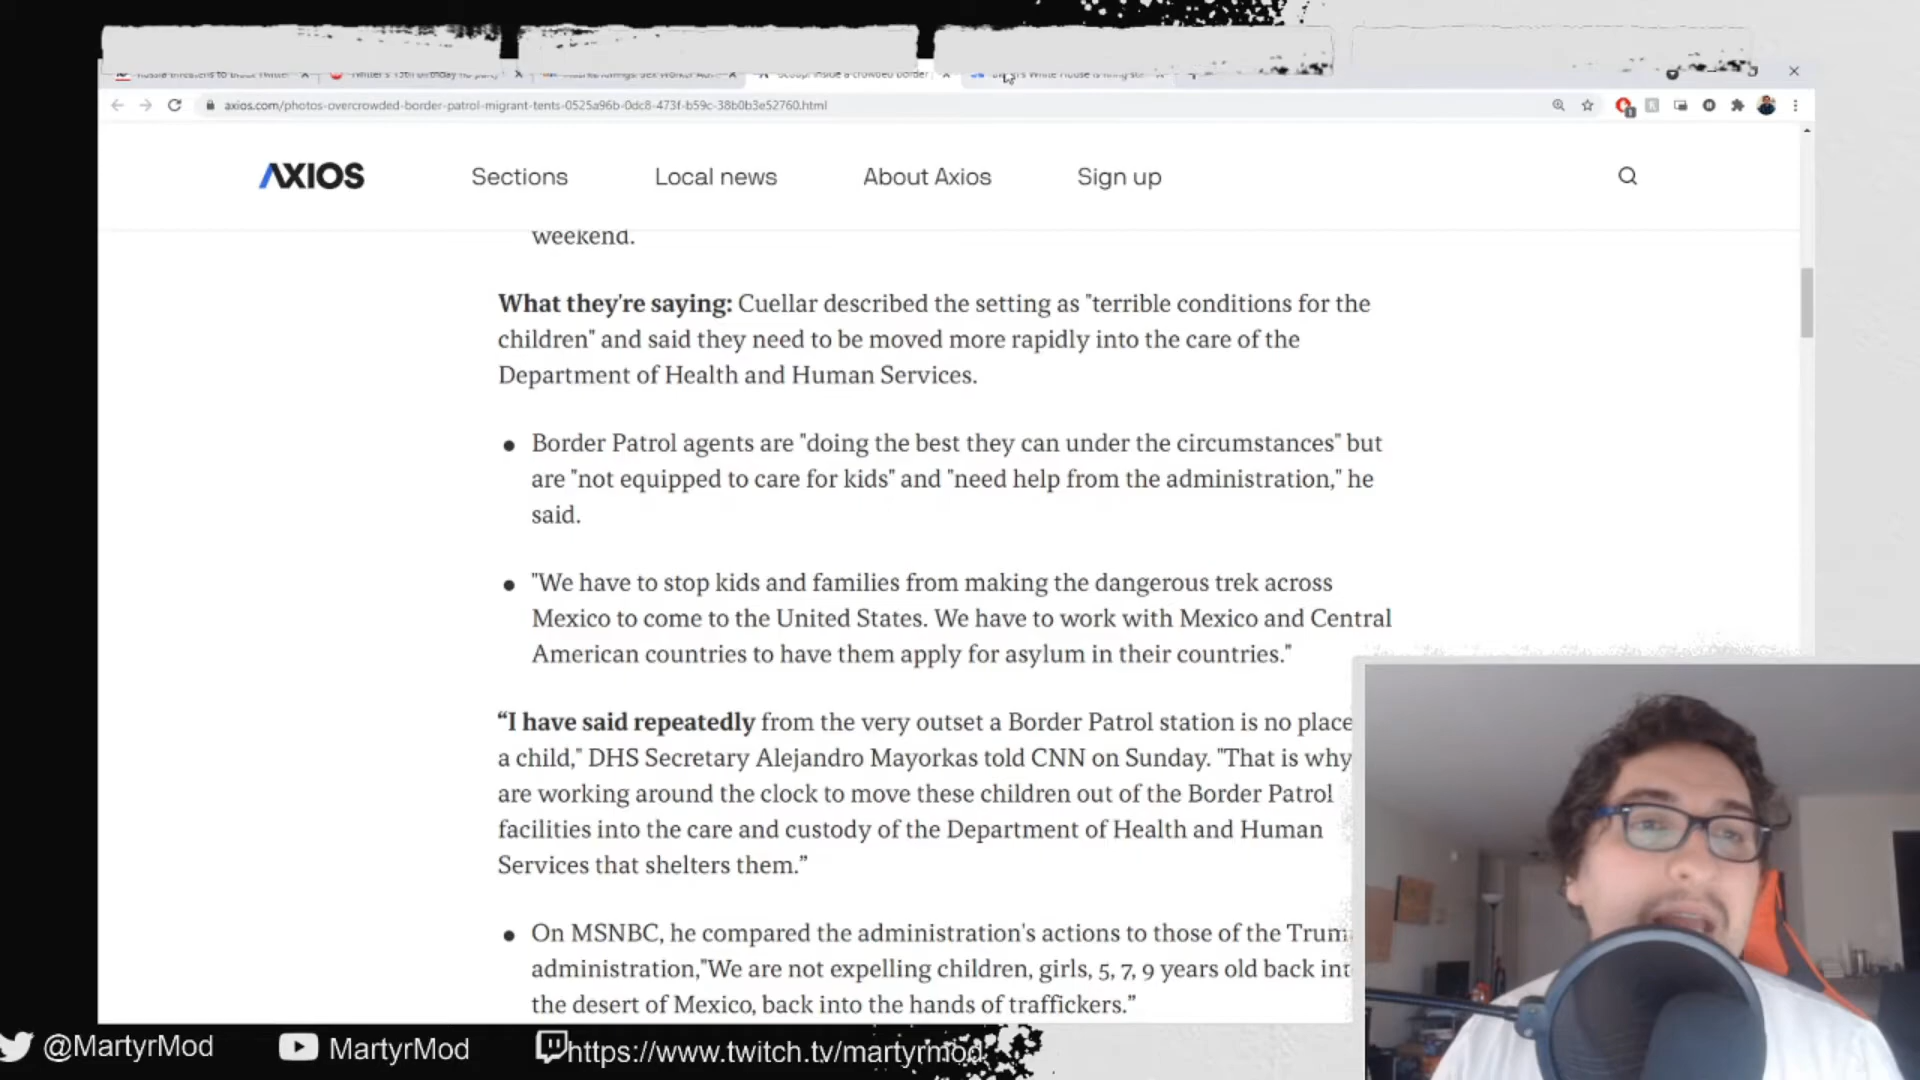 axios.com/photos-overcrowded-border-patrol-migrant-tents-0525a96b-0dc8-473f-b59c-38b0b3e52760.html
AXIOS
Sections
Local news
About Axios
Sign up
weekend.
What they're saying: Cuellar described the setting as "terrible conditions for the
children" and said they need to be moved more rapidly into the care of the
Department of Health and Human Services.
● Border Patrol agents are "doing the best they can under the circumstances" but
are "not equipped to care for kids" and "need help from the administration," he
said.
● "We have to stop kids and families from making the dangerous trek across
Mexico to come to the United States. We have to work with Mexico and Central
American countries to have them apply for asylum in their countries."
“I have said repeatedly from the very outset a Border Patrol station is no place
a child," DHS Secretary Alejandro Mayorkas told CNN on Sunday. "That is why
are working around the clock to move these children out of the Border Patrol
facilities into the care and custody of the Department of Health and Human
Services that shelters them.”
● On MSNBC, he compared the administration's actions to those of the Trum
administration,"We are not expelling children, girls, 5, 7, 9 years old back int
the desert of Mexico, back into the hands of traffickers.”
@MartyrMod
MartyrMod
https://www.twitch.tv/martyrmod